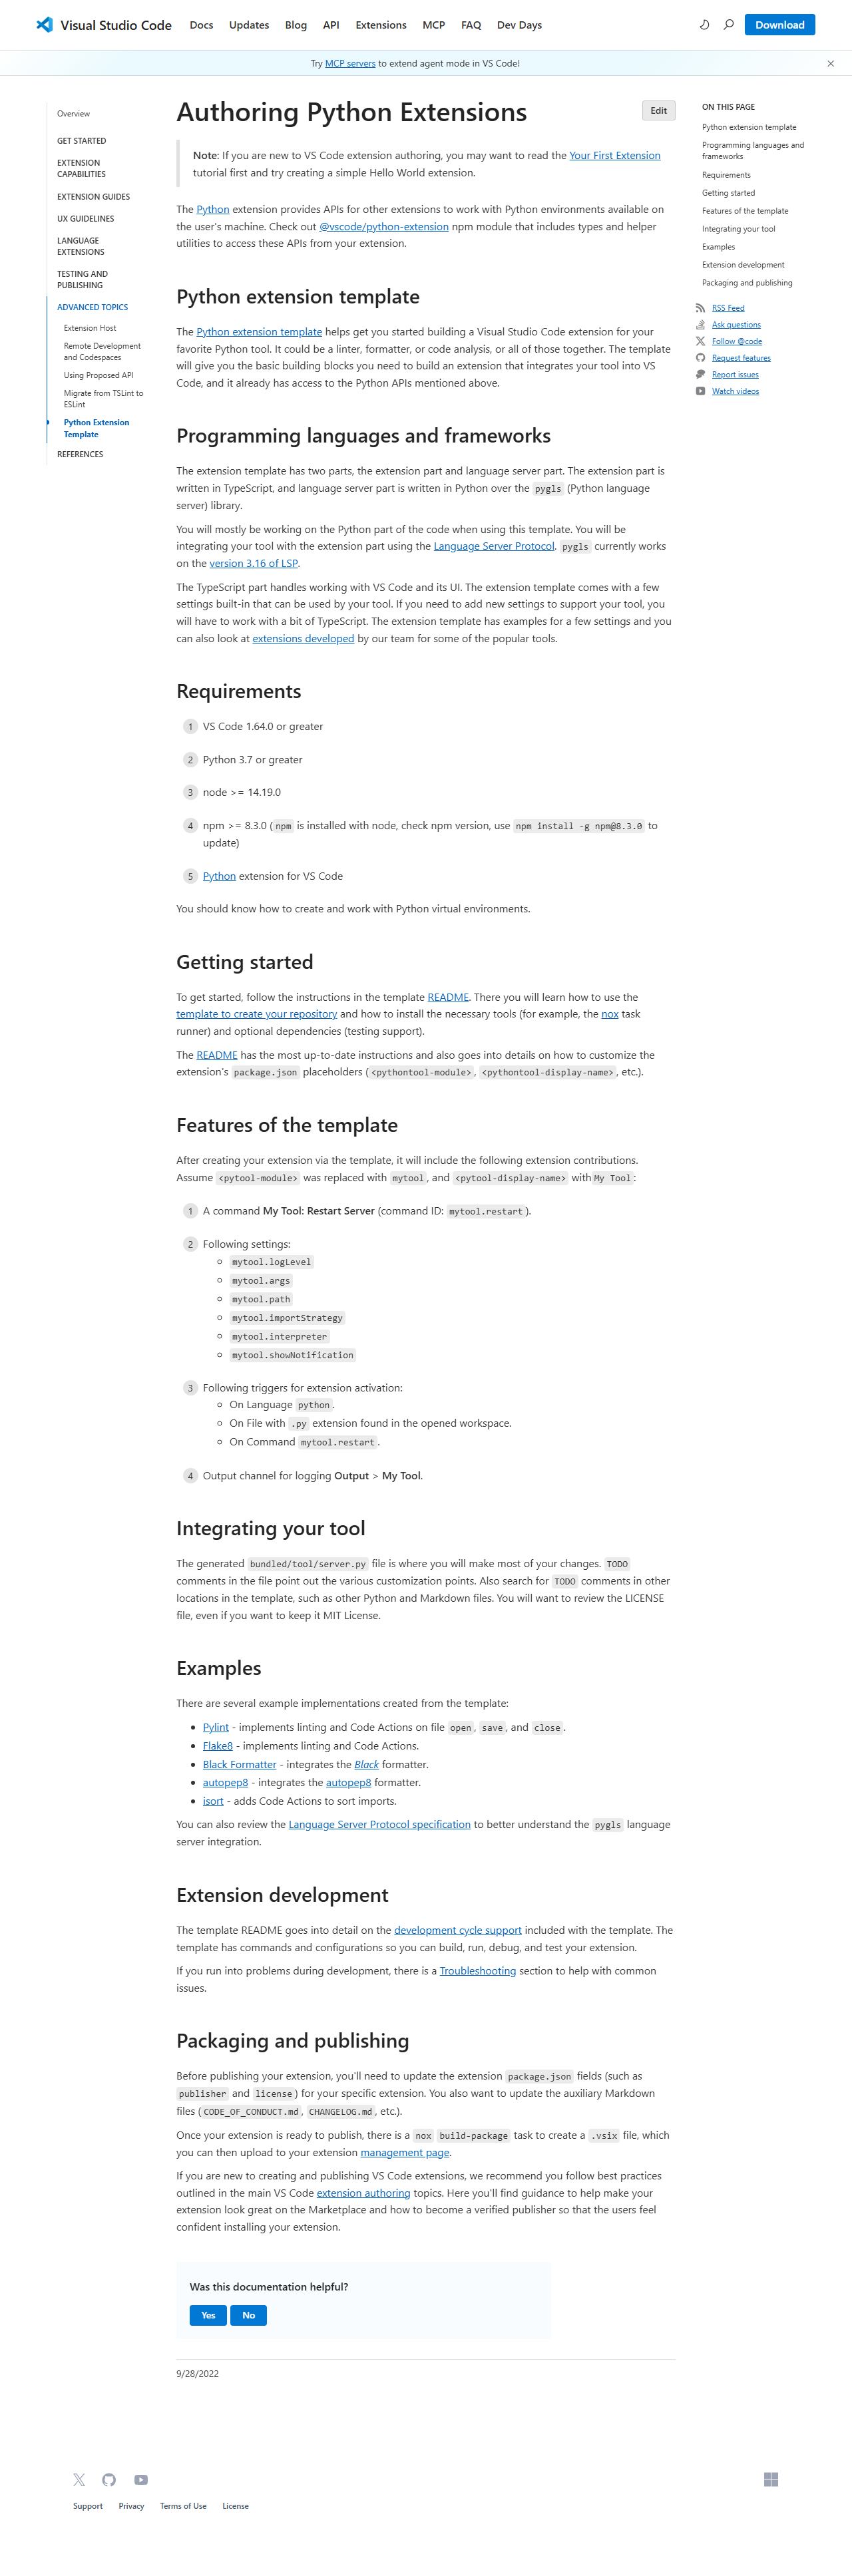 Visual Studio Code Docs Updates Blog API Extensions MCP FAQ Dev Days Download
Try MCP servers to extend agent mode in VS Code!
Overview
GET STARTED
EXTENSION
CAPABILITIES
EXTENSION GUIDES
UX GUIDELINES
LANGUAGE
EXTENSIONS
TESTING AND
PUBLISHING
ADVANCED TOPICS
Extension Host
Remote Development
and Codespaces
Using Proposed API
Migrate from TSLint to
ESLint
Python Extension
Template
REFERENCES
Authoring Python Extensions
Edit
Note: If you are new to VS Code extension authoring, you may want to read the Your First Extension
tutorial first and try creating a simple Hello World extension.
The Python extension provides APIs for other extensions to work with Python environments available on
the user's machine. Check out @vscode/python-extension npm module that includes types and helper
utilities to access these APIs from your extension.
Python extension template
The Python extension template helps get you started building a Visual Studio Code extension for your
favorite Python tool. It could be a linter, formatter, or code analysis, or all of those together. The template
will give you the basic building blocks you need to build an extension that integrates your tool into VS
Code, and it already has access to the Python APIs mentioned above.
Programming languages and frameworks
The extension template has two parts, the extension part and language server part. The extension part is
written in TypeScript, and language server part is written in Python over the pygls (Python language
server) library.
You will mostly be working on the Python part of the code when using this template. You will be
integrating your tool with the extension part using the Language Server Protocol. pygls currently works
on the version 3.16 of LSP.
The TypeScript part handles working with VS Code and its UI. The extension template comes with a few
settings built-in that can be used by your tool. If you need to add new settings to support your tool, you
will have to work with a bit of TypeScript. The extension template has examples for a few settings and you
can also look at extensions developed by our team for some of the popular tools.
Requirements
1 VS Code 1.64.0 or greater
2 Python 3.7 or greater
3 node >= 14.19.0
4 npm >= 8.3.0 (npm is installed with node, check npm version, use npm install -g npm@8.3.0 to
update)
5 Python extension for VS Code
You should know how to create and work with Python virtual environments.
Getting started
To get started, follow the instructions in the template README. There you will learn how to use the
template to create your repository and how to install the necessary tools (for example, the nox task
runner) and optional dependencies (testing support).
The README has the most up-to-date instructions and also goes into details on how to customize the
extension's package.json placeholders (<pythontool-module>, <pythontool-display-name>, etc.).
Features of the template
After creating your extension via the template, it will include the following extension contributions.
Assume <pytool-module> was replaced with mytool, and <pytool-display-name> with My Tool:
1 A command My Tool: Restart Server (command ID: mytool.restart).
2 Following settings:
mytool.logLevel
mytool.args
mytool.path
mytool.importStrategy
mytool.interpreter
mytool.showNotification
3 Following triggers for extension activation:
On Language python.
On File with .py extension found in the opened workspace.
On Command mytool.restart.
4 Output channel for logging Output > My Tool.
Integrating your tool
The generated bundled/tool/server.py file is where you will make most of your changes. TODO
comments in the file point out the various customization points. Also search for TODO comments in other
locations in the template, such as other Python and Markdown files. You will want to review the LICENSE
file, even if you want to keep it MIT License.
Examples
There are several example implementations created from the template:
Pylint - implements linting and Code Actions on file open, save, and close.
Flake8 - implements linting and Code Actions.
Black Formatter - integrates the Black formatter.
autopep8 - integrates the autopep8 formatter.
isort - adds Code Actions to sort imports.
You can also review the Language Server Protocol specification to better understand the pygls language
server integration.
Extension development
The template README goes into detail on the development cycle support included with the template. The
template has commands and configurations so you can build, run, debug, and test your extension.
If you run into problems during development, there is a Troubleshooting section to help with common
issues.
Packaging and publishing
Before publishing your extension, you'll need to update the extension package.json fields (such as
publisher and license) for your specific extension. You also want to update the auxiliary Markdown
files (CODE_OF_CONDUCT.md, CHANGELOG.md, etc.).
Once your extension is ready to publish, there is a nox build-package task to create a .vsix file, which
you can then upload to your extension management page.
If you are new to creating and publishing VS Code extensions, we recommend you follow best practices
outlined in the main VS Code extension authoring topics. Here you'll find guidance to help make your
extension look great on the Marketplace and how to become a verified publisher so that the users feel
confident installing your extension.
Was this documentation helpful?
Yes No
9/28/2022
ON THIS PAGE
Python extension template
Programming languages and
frameworks
Requirements
Getting started
Features of the template
Integrating your tool
Examples
Extension development
Packaging and publishing
RSS Feed
Ask questions
Follow @code
Request features
Report issues
Watch videos
Support Privacy Terms of Use License